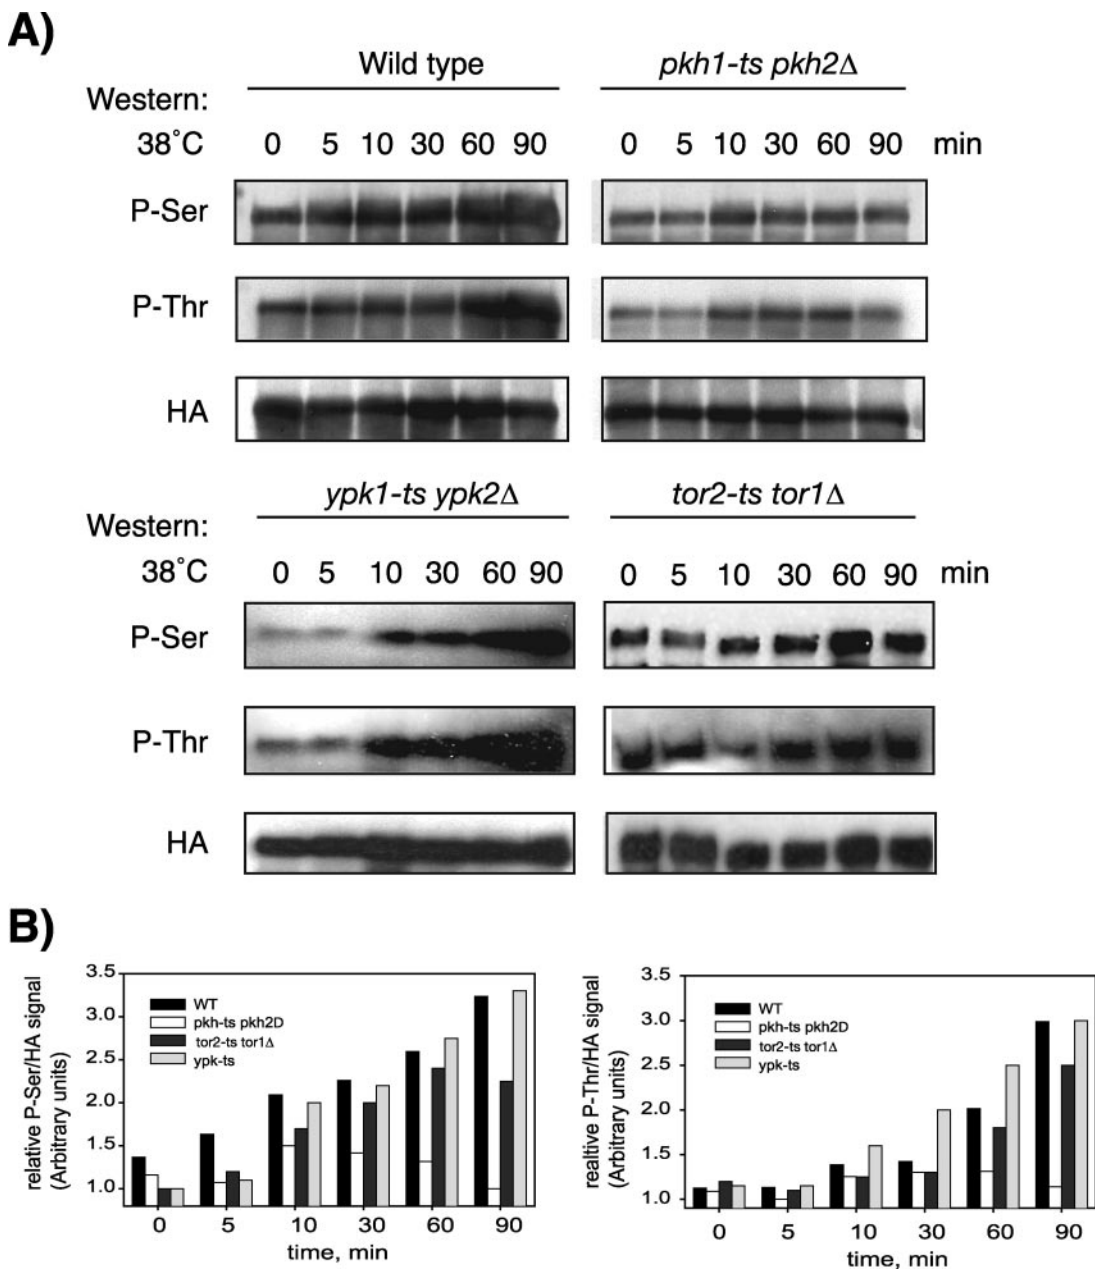 A)
Wild type
pkh1-ts pkh2Δ
Western:
38˚C 0 5 10 30 60 90 0 5 10 30 60 90 min
P-Ser
P-Thr
HA
ypk1-ts ypk2Δ
tor2-ts tor1Δ
Western:
38˚C 0 5 10 30 60 90 0 5 10 30 60 90 min
P-Ser
P-Thr
HA
B)
relative P-Ser/HA signal
(Arbitrary units)
3.5
3.0
2.5
2.0
1.5
1.0
WT
pkh-ts pkh2D
tor2-ts tor1Δ
ypk-ts
0 5 10 30 60 90
time, min
realtive P-Thr/HA signal
(Arbitrary units)
3.5
3.0
2.5
2.0
1.5
1.0
WT
pkh-ts pkh2D
tor2-ts tor1Δ
ypk-ts
0 5 10 30 60 90
time, min